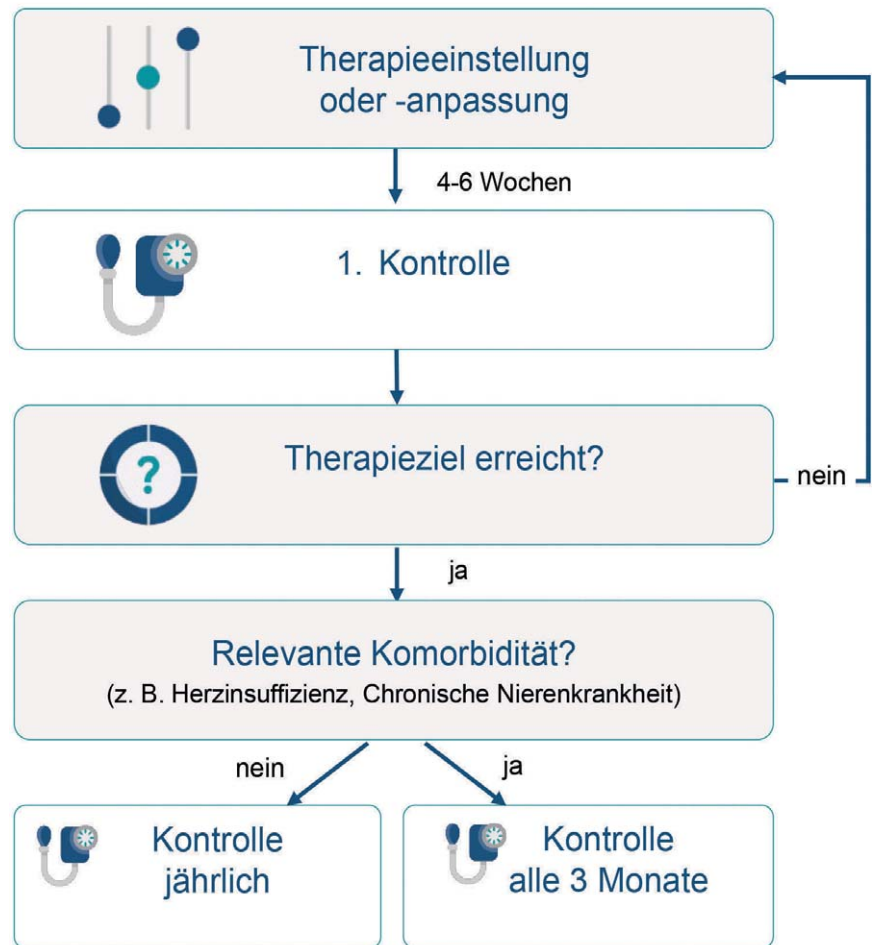 Therapieeinstellung
oder -anpassung
4-6 Wochen
1. Kontrolle
?
Therapieziel erreicht?
nein
ja
Relevante Komorbidität?
(z. B. Herzinsuffizienz, Chronische Nierenkrankheit)
nein
ja
Kontrolle
jährlich
Kontrolle
alle 3 Monate